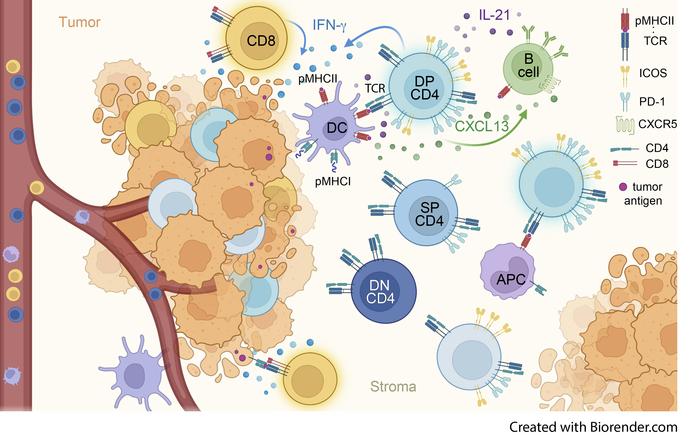 Tumor
CD8
IFN-γ
IL-21
B
cell
pMHCII
TCR
DP
CD4
DC
CXCL13
pMHCI
SP
CD4
DN
CD4
APC
Stroma
pMHCII
TCR
ICOS
PD-1
CXCR5
CD4
CD8
tumor
antigen
Created with Biorender.com